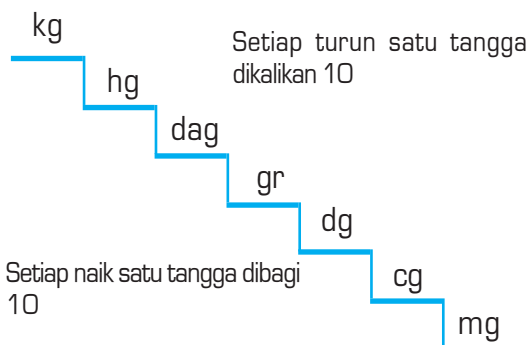 kg
Setiap turun satu tangga
dikalikan 10
hg
dag
gr
dg
Setiap naik satu tangga dibagi
10
cg
mg